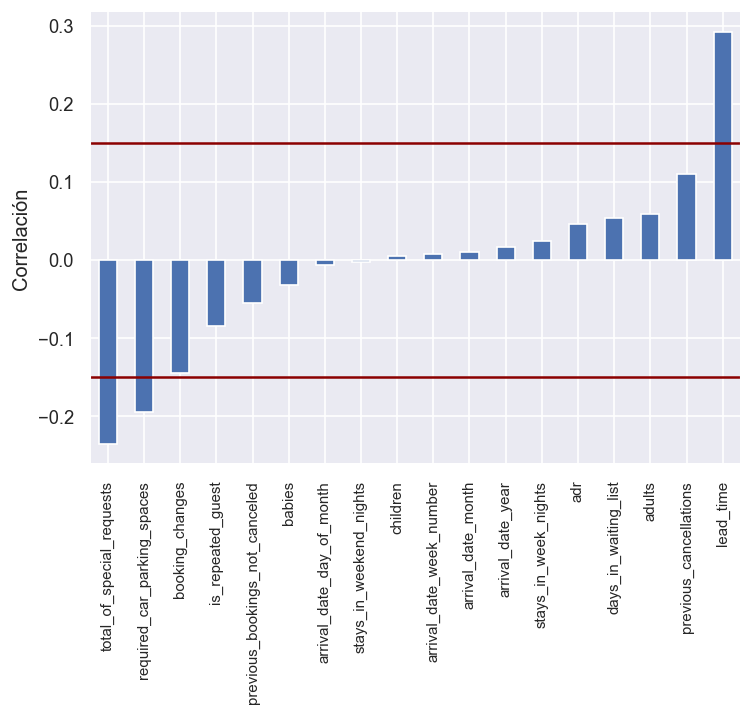 0.3
0.2
0.1
0.0
−0.1
−0.2
Correlación
total_of_special_requests
required_car_parking_spaces
booking_changes
is_repeated_guest
previous_bookings_not_canceled
babies
arrival_date_day_of_month
stays_in_weekend_nights
children
arrival_date_week_number
arrival_date_month
arrival_date_year
stays_in_week_nights
adr
days_in_waiting_list
adults
previous_cancellations
lead_time